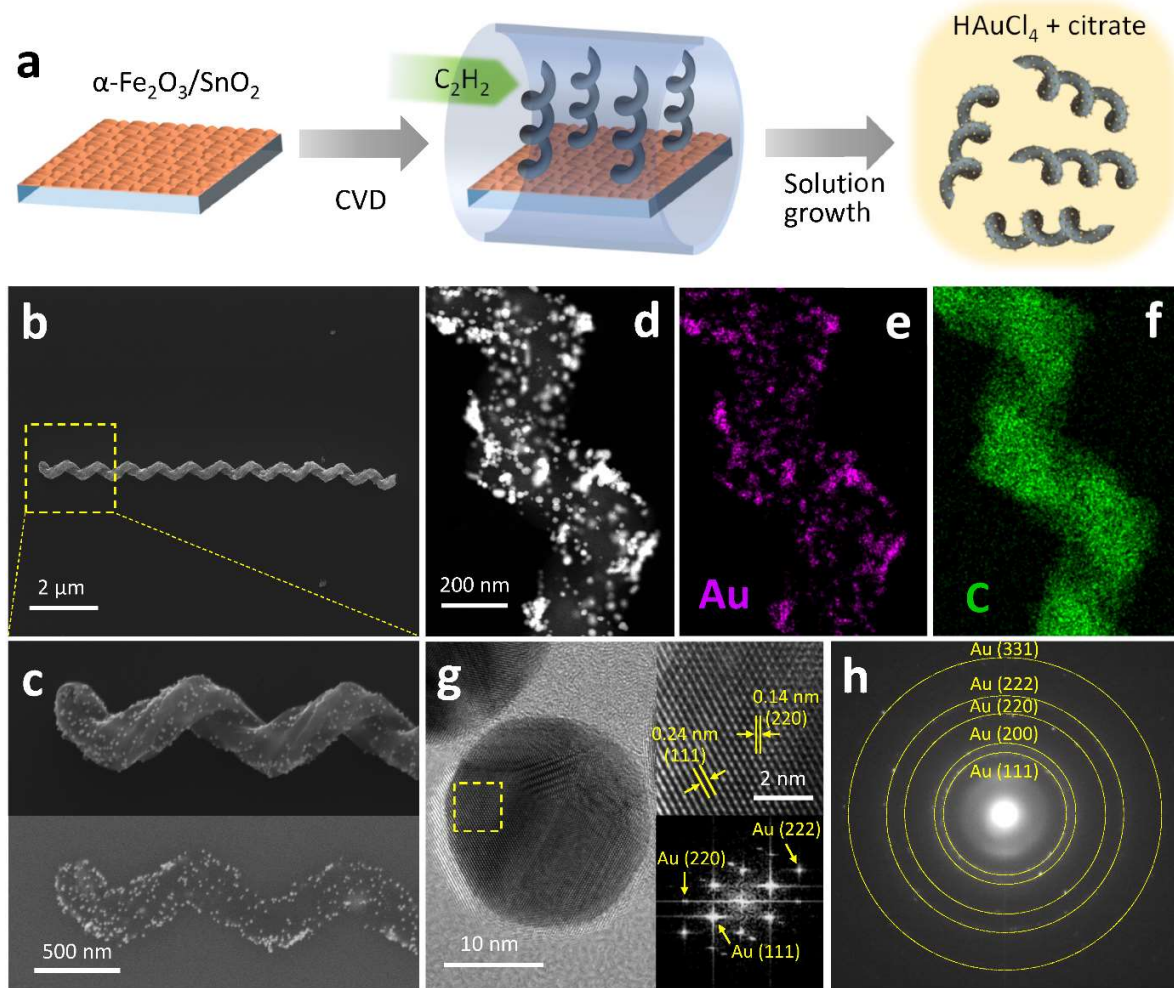 a
α-Fe₂O₃/SnO₂
CVD
C₂H₂
Solution
growth
HAuCl₄ + citrate
b
2 μm
d
200 nm
e
Au
f
C
c
500 nm
g
10 nm
0.14 nm
(220)
0.24 nm
(111)
2 nm
Au (222)
Au (220)
Au (111)
h
Au (331)
Au (222)
Au (220)
Au (200)
Au (111)